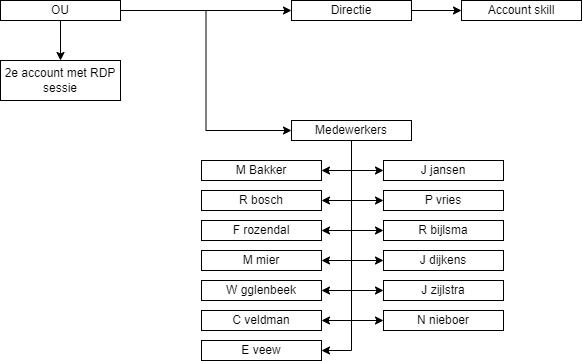 OU
Directie
Account skill
2e account met RDP
sessie
Medewerkers
M Bakker
J jansen
R bosch
P vries
F rozendal
R bijlsma
M mier
J dijkens
W gglenbeek
J zijlstra
C veldman
N nieboer
E veew